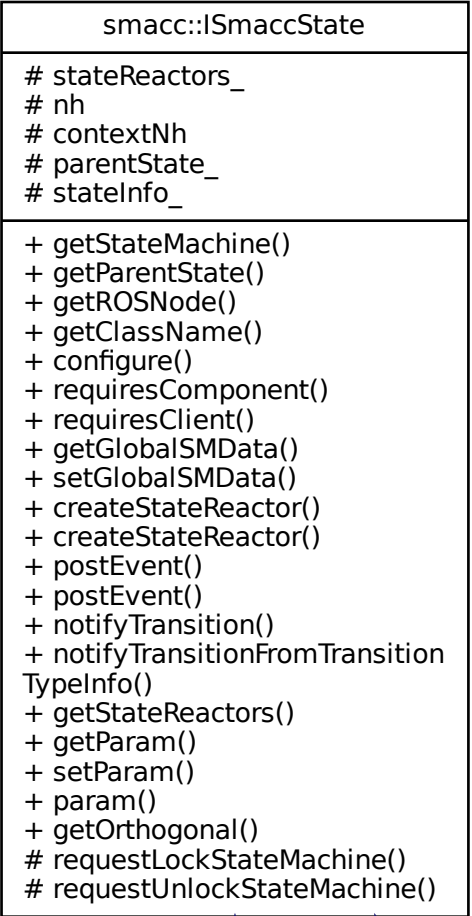 smacc::ISmaccState
# stateReactors_
# nh
# contextNh
# parentState_
# stateInfo_
+ getStateMachine()
+ getParentState()
+ getROSNode()
+ getClassName()
+ configure()
+ requiresComponent()
+ requiresClient()
+ getGlobalSMData()
+ setGlobalSMData()
+ createStateReactor()
+ createStateReactor()
+ postEvent()
+ postEvent()
+ notifyTransition()
+ notifyTransitionFromTransition
TypeInfo()
+ getStateReactors()
+ getParam()
+ setParam()
+ param()
+ getOrthogonal()
# requestLockStateMachine()
# requestUnlockStateMachine()